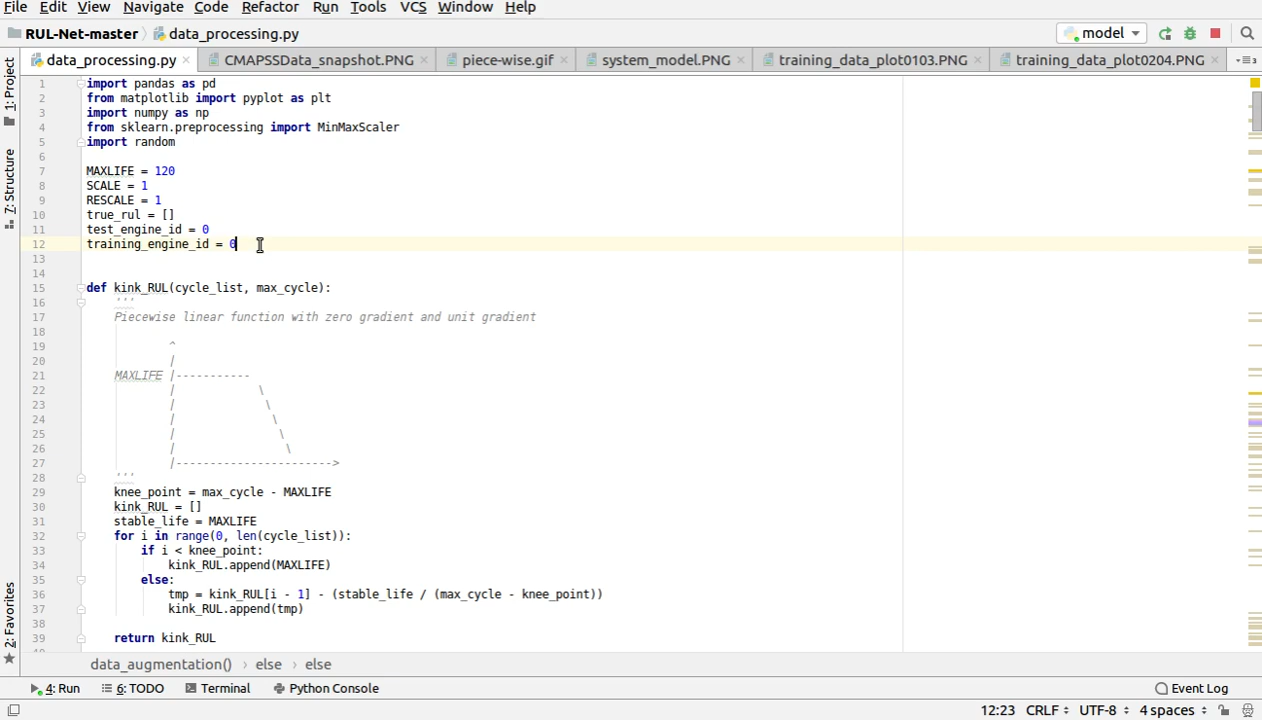 File Edit View Navigate Code Refactor Run Tools VCS Window Help
RUL-Net-master data_processing.py model
data_processing.py CMAPSSData_snapshot.PNG piece-wise.gif system_model.PNG training_data_plot0103.PNG training_data_plot0204.PNG
1: Project
7: Structure
2: Favorites
1 import pandas as pd
2 from matplotlib import pyplot as plt
3 import numpy as np
4 from sklearn.preprocessing import MinMaxScaler
5 import random
6
7 MAXLIFE = 120
8 SCALE = 1
9 RESCALE = 1
10 true_rul = []
11 test_engine_id = 0
12 training_engine_id = 0
13
14
15 def kink_RUL(cycle_list, max_cycle):
16 '''
17 Piecewise linear function with zero gradient and unit gradient
18
19 ^
20 |
21 MAXLIFE |-----------
22 | \
23 | \
24 | \
25 | \
26 | \
27 |----------------------->
28 '''
29 knee_point = max_cycle - MAXLIFE
30 kink_RUL = []
31 stable_life = MAXLIFE
32 for i in range(0, len(cycle_list)):
33 if i < knee_point:
34 kink_RUL.append(MAXLIFE)
35 else:
36 tmp = kink_RUL[i - 1] - (stable_life / (max_cycle - knee_point))
37 kink_RUL.append(tmp)
38
39 return kink_RUL
data_augmentation() › else › else
4: Run 6: TODO Terminal Python Console Event Log
12:23 CRLF UTF-8 4 spaces